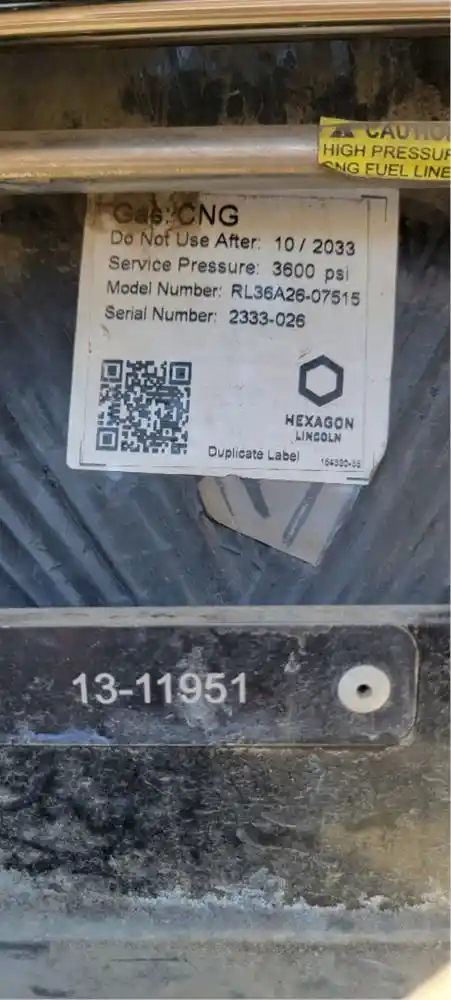 CAUTION
HIGH PRESSUR
CNG FUEL LINE
Gas: CNG
Do Not Use After: 10 / 2033
Service Pressure: 3600 psi
Model Number: RL36A26-07515
Serial Number: 2333-026
HEXAGON
LINCOLN
Duplicate Label
13-11951